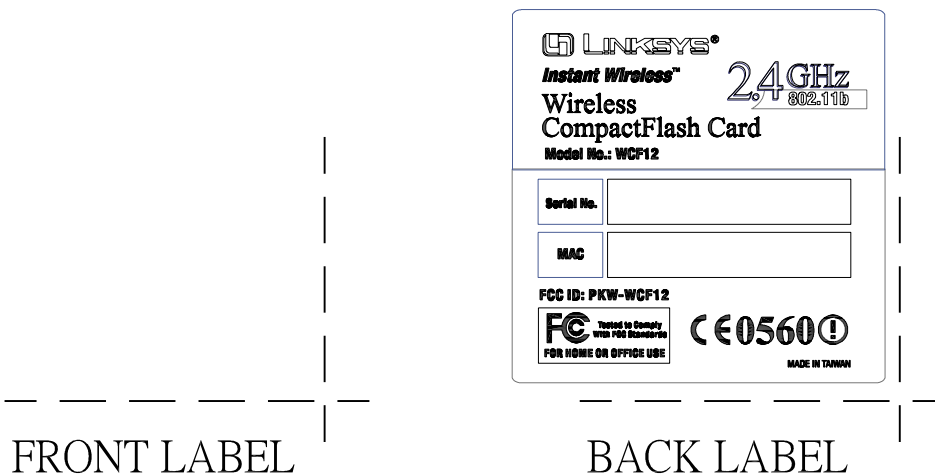 LINKSYS®
Instant Wireless™
2.4GHz
802.11b
Wireless
CompactFlash Card
Model No.: WCF12
Serial No.
MAC
FCC ID: PKW-WCF12
FC Tested to Comply
With FCC Standards
FOR HOME OR OFFICE USE
CE0560!
MADE IN TAIWAN
FRONT LABEL
BACK LABEL